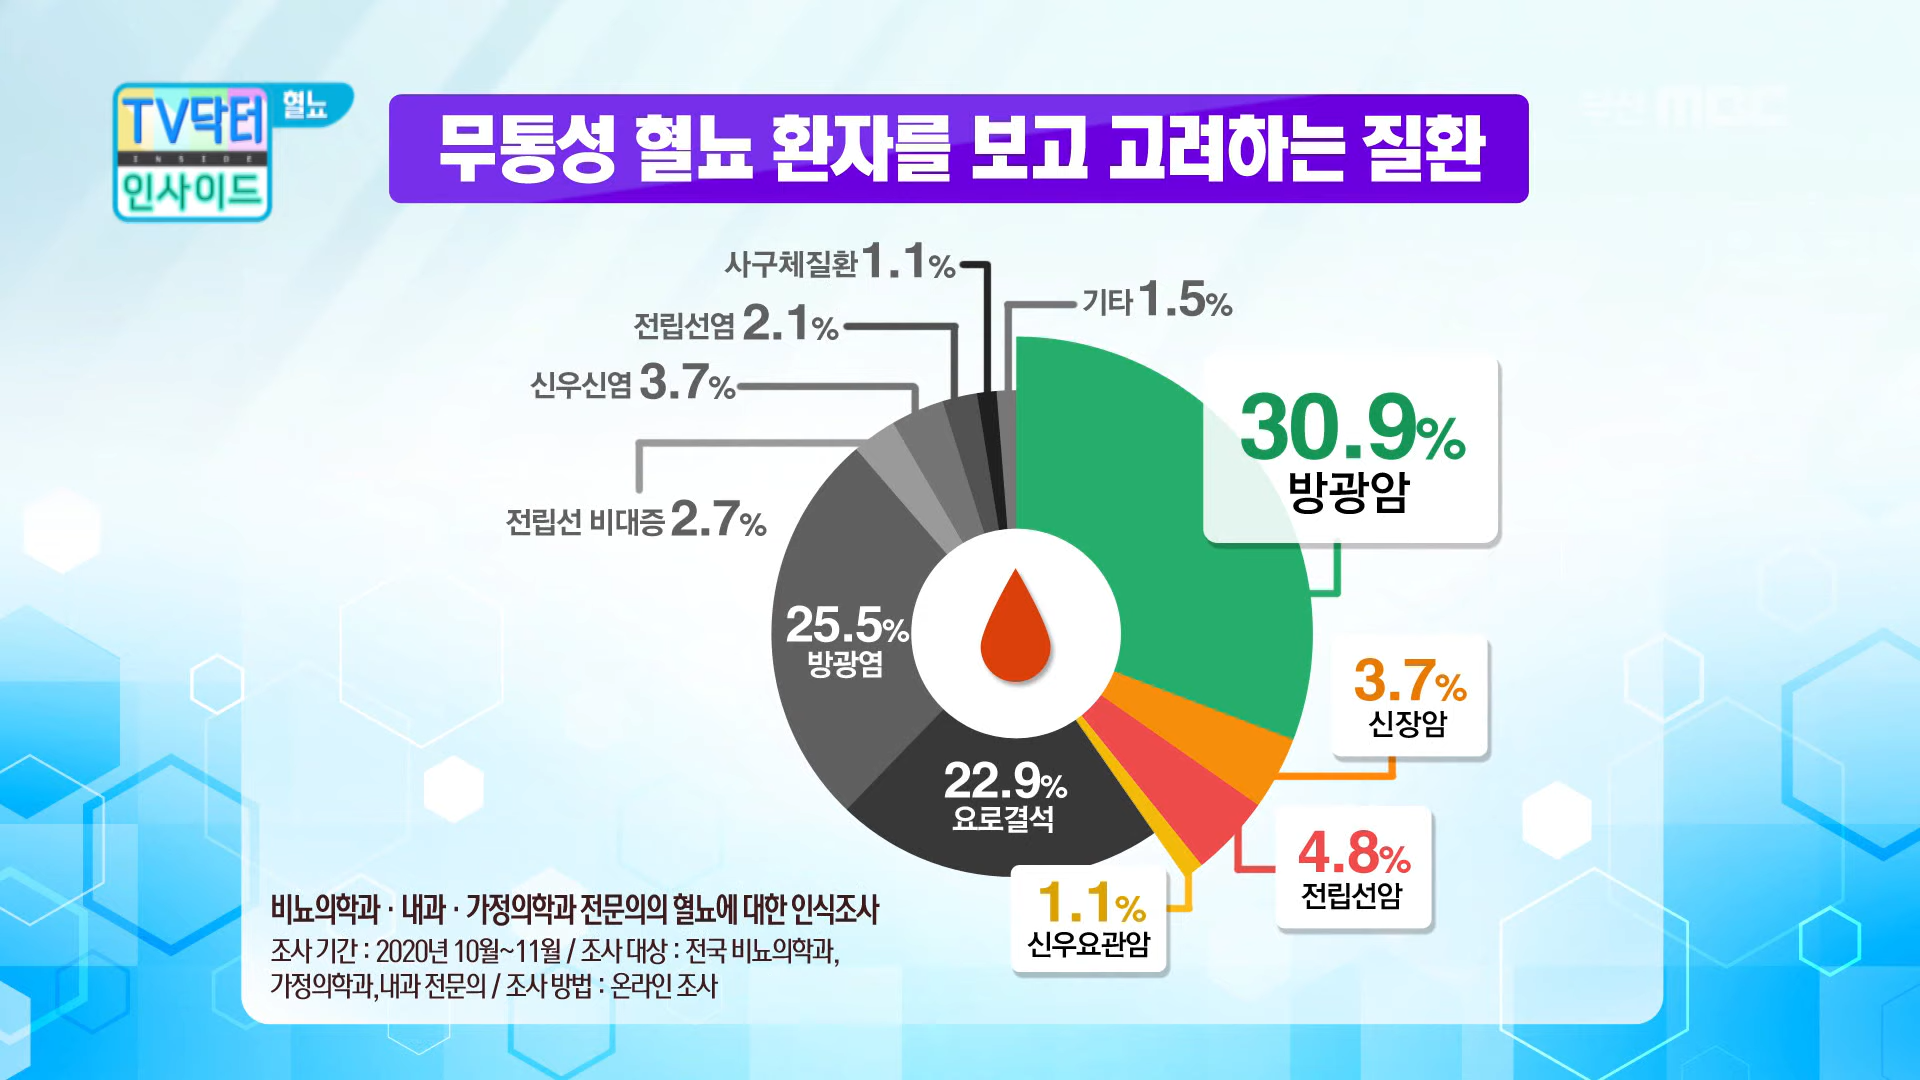 TV닥터
INSIDE
인사이드
혈뇨
부산 MBC
무통성 혈뇨 환자를 보고 고려하는 질환
사구체질환 1.1%
기타 1.5%
전립선염 2.1%
신우신염 3.7%
전립선 비대증 2.7%
30.9%
방광암
25.5%
방광염
3.7%
신장암
22.9%
요로결석
4.8%
전립선암
1.1%
신우요관암
비뇨의학과 · 내과 · 가정의학과 전문의의 혈뇨에 대한 인식조사
조사 기간 : 2020년 10월~11월 / 조사 대상 : 전국 비뇨의학과,
가정의학과,내과 전문의 / 조사 방법 : 온라인 조사